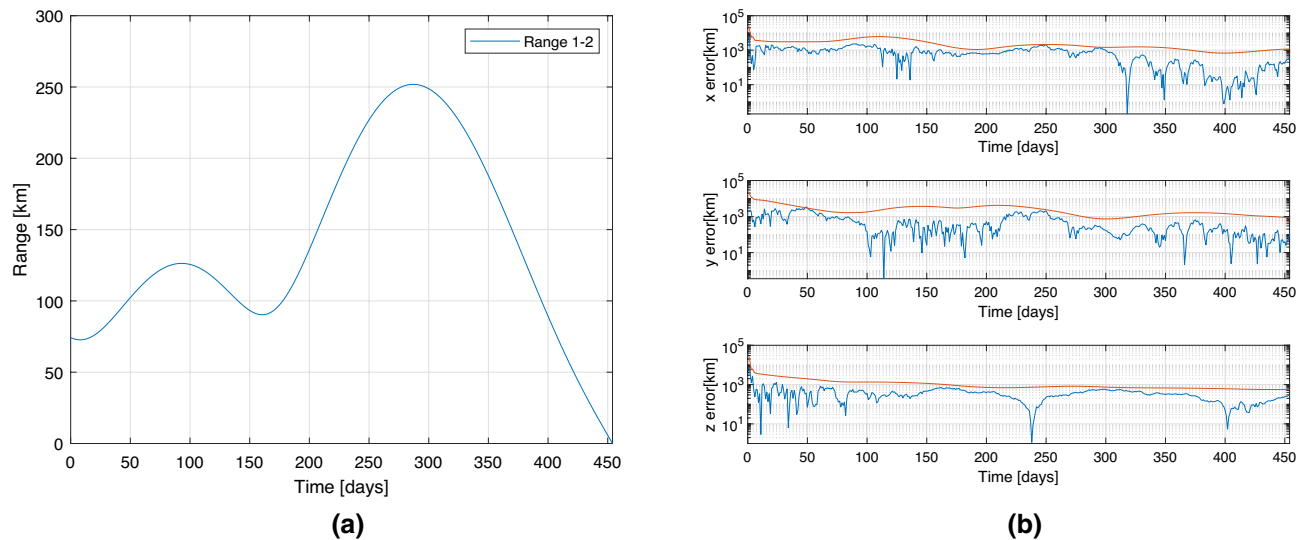 300
250
200
150
100
50
0
Range [km]
Range 1-2
0 50 100 150 200 250 300 350 400 450
Time [days]
(a)
10^5
10^3
10^1
x error[km]
0 50 100 150 200 250 300 350 400 450
Time [days]
10^5
10^3
10^1
y error[km]
0 50 100 150 200 250 300 350 400 450
Time [days]
10^5
10^3
10^1
z error[km]
0 50 100 150 200 250 300 350 400 450
Time [days]
(b)